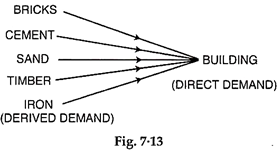 BRICKS
CEMENT
SAND
TIMBER
IRON
(DERIVED DEMAND)
BUILDING
(DIRECT DEMAND)
Fig. 7·13